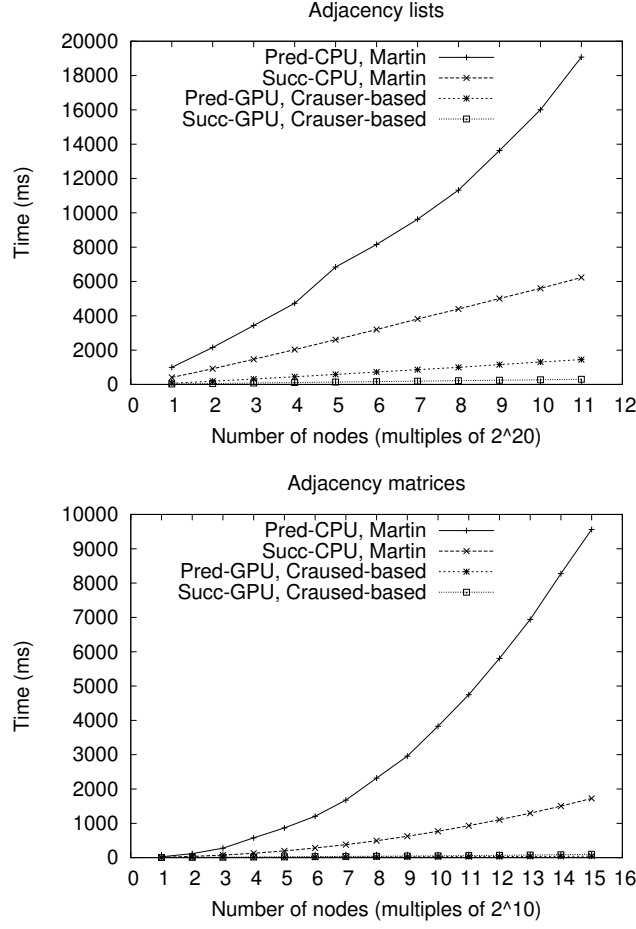 Adjacency lists
20000
18000
16000
14000
12000
10000
8000
6000
4000
2000
0
Time (ms)
Pred-CPU, Martin
Succ-CPU, Martin
Pred-GPU, Crauser-based
Succ-GPU, Crauser-based
0 1 2 3 4 5 6 7 8 9 10 11 12
Number of nodes (multiples of 2^20)
Adjacency matrices
10000
9000
8000
7000
6000
5000
4000
3000
2000
1000
0
Time (ms)
Pred-CPU, Martin
Succ-CPU, Martin
Pred-GPU, Craused-based
Succ-GPU, Craused-based
0 1 2 3 4 5 6 7 8 9 10 11 12 13 14 15 16
Number of nodes (multiples of 2^10)